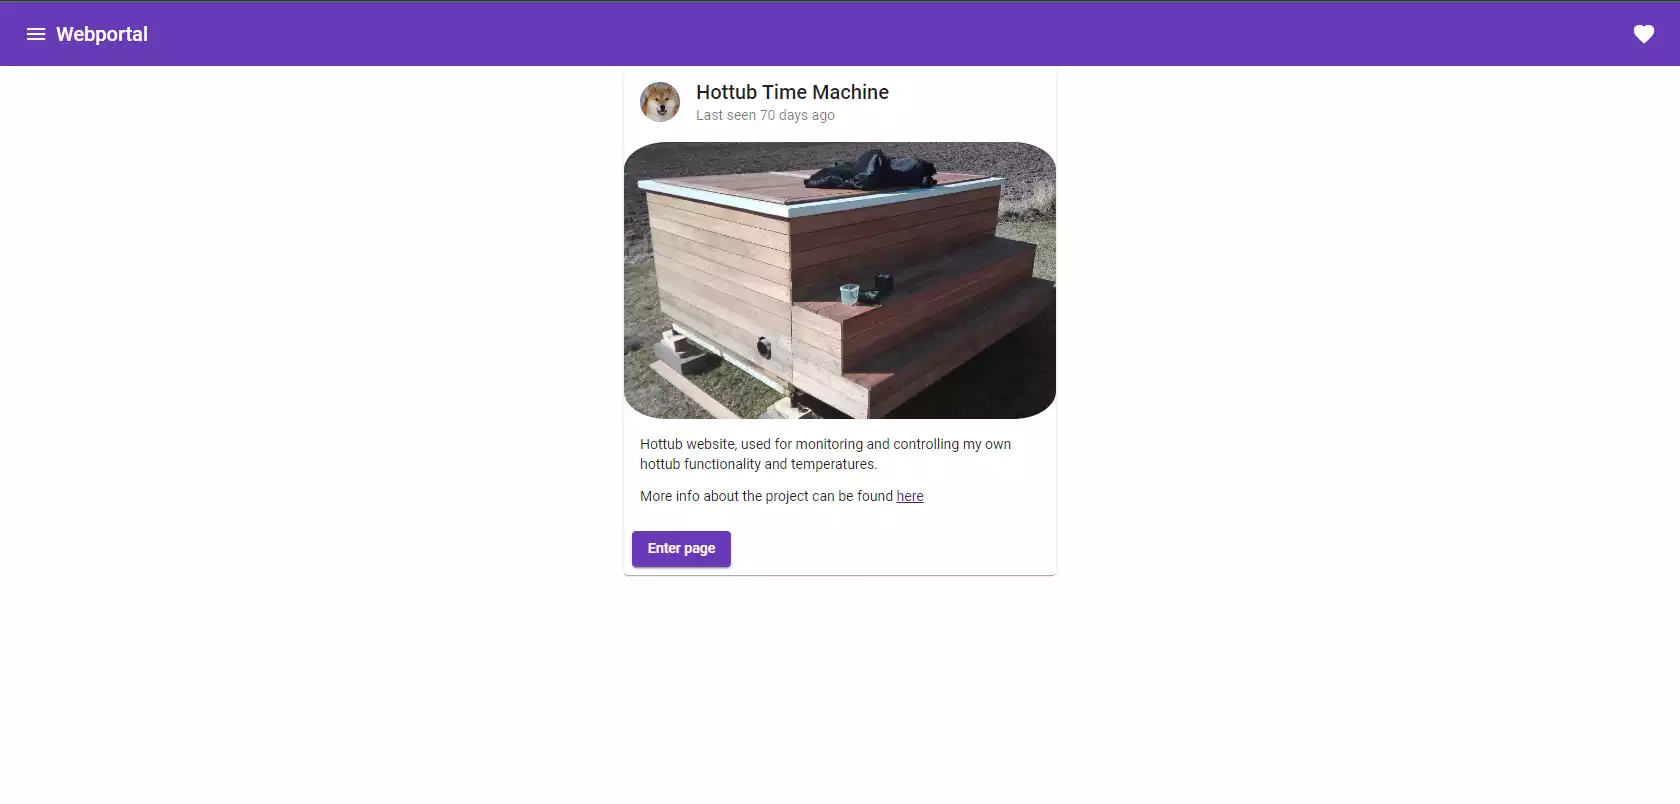 Webportal
Hottub Time Machine
Last seen 70 days ago
Hottub website, used for monitoring and controlling my own
hottub functionality and temperatures.
More info about the project can be found here
Enter page